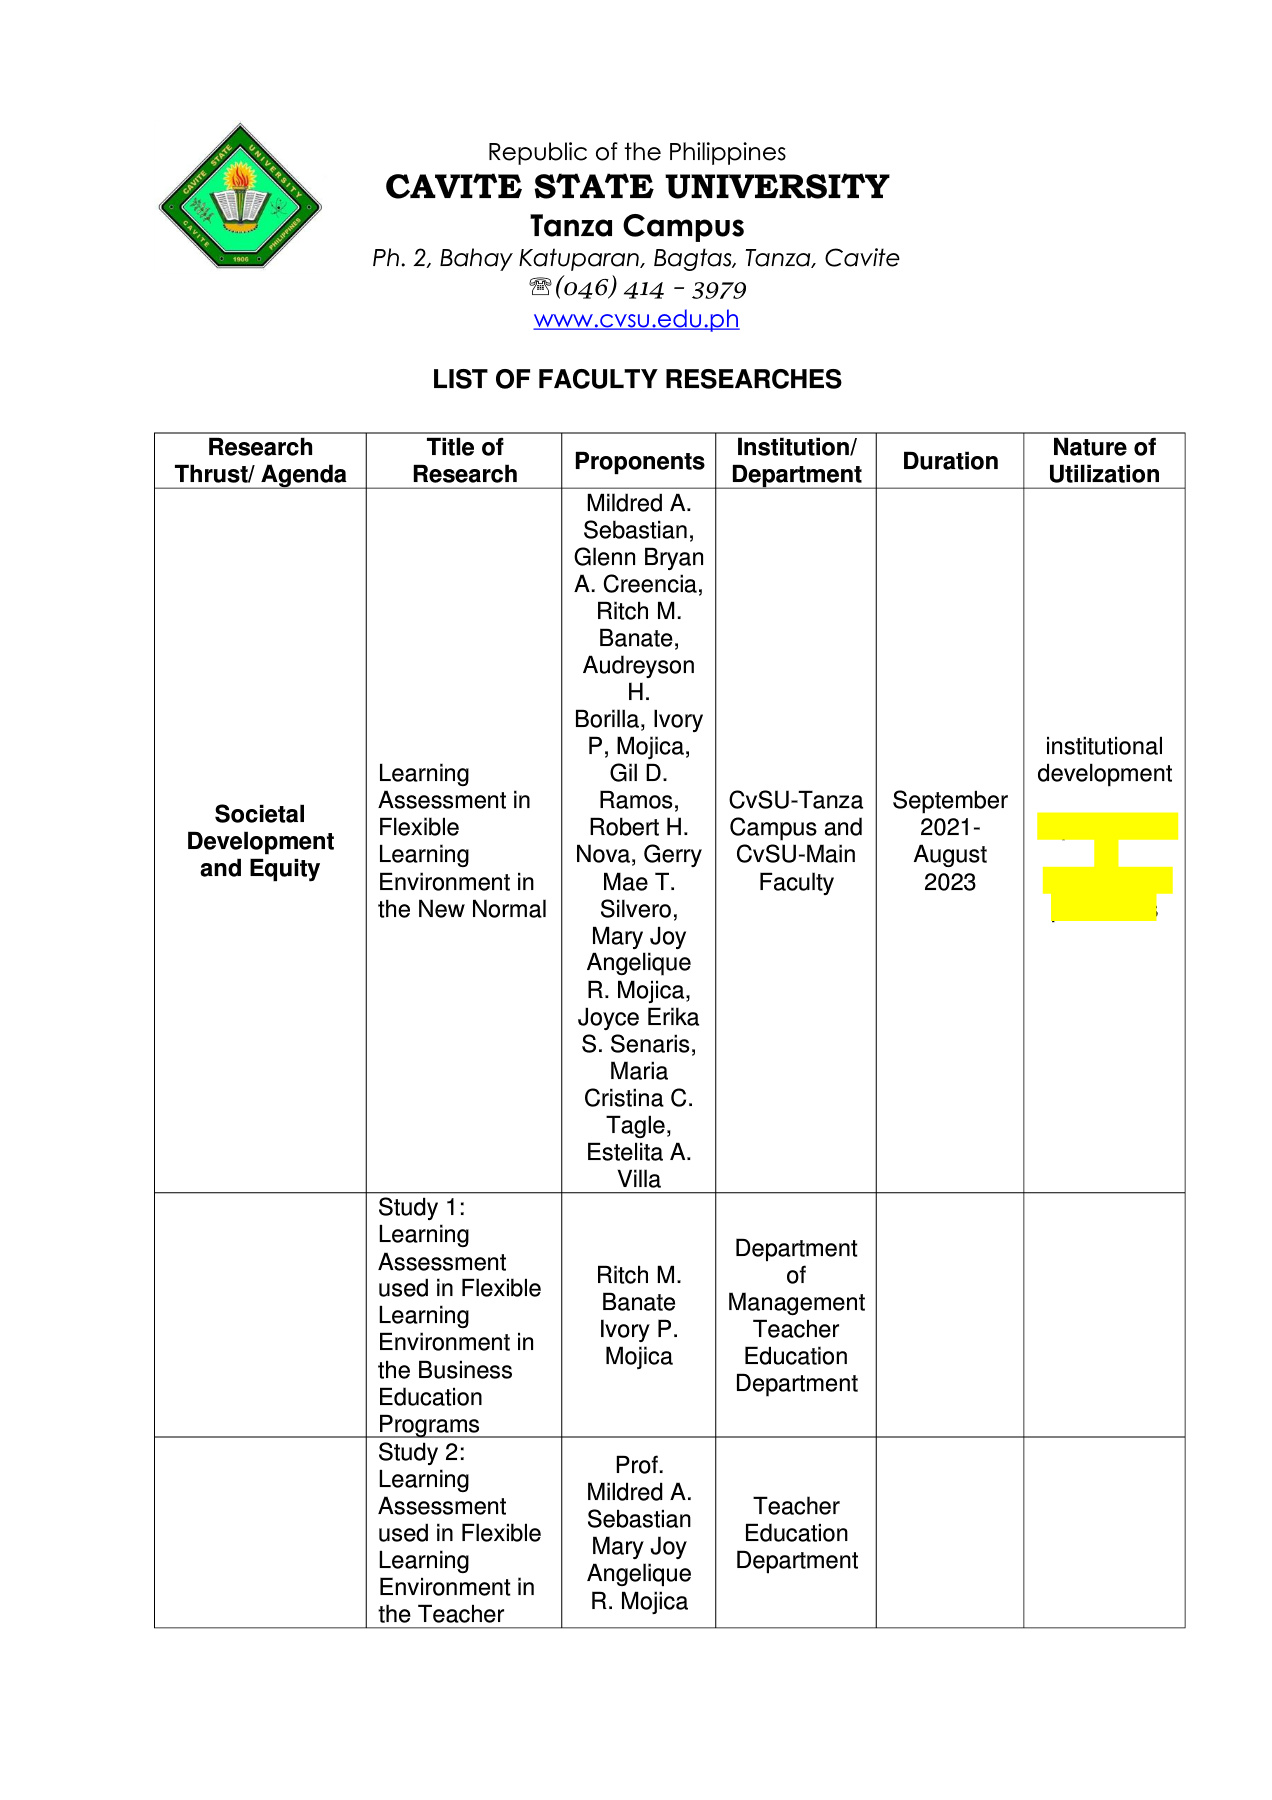 CAVITE STATE UNIVERSITY
CAVITE PHILIPPINES
1906
Republic of the Philippines
CAVITE STATE UNIVERSITY
Tanza Campus
Ph. 2, Bahay Katuparan, Bagtas, Tanza, Cavite
☏(046) 414 – 3979
www.cvsu.edu.ph
LIST OF FACULTY RESEARCHES
Research
Thrust/ Agenda
Title of
Research
Proponents
Institution/
Department
Duration
Nature of
Utilization
Societal
Development
and Equity
Learning
Assessment in
Flexible
Learning
Environment in
the New Normal
Mildred A.
Sebastian,
Glenn Bryan
A. Creencia,
Ritch M.
Banate,
Audreyson
H.
Borilla, Ivory
P, Mojica,
Gil D.
Ramos,
Robert H.
Nova, Gerry
Mae T.
Silvero,
Mary Joy
Angelique
R. Mojica,
Joyce Erika
S. Senaris,
Maria
Cristina C.
Tagle,
Estelita A.
Villa
CvSU-Tanza
Campus and
CvSU-Main
Faculty
September
2021-
August
2023
institutional
development
Study 1:
Learning
Assessment
used in Flexible
Learning
Environment in
the Business
Education
Programs
Ritch M.
Banate
Ivory P.
Mojica
Department
of
Management
Teacher
Education
Department
Study 2:
Learning
Assessment
used in Flexible
Learning
Environment in
the Teacher
Prof.
Mildred A.
Sebastian
Mary Joy
Angelique
R. Mojica
Teacher
Education
Department